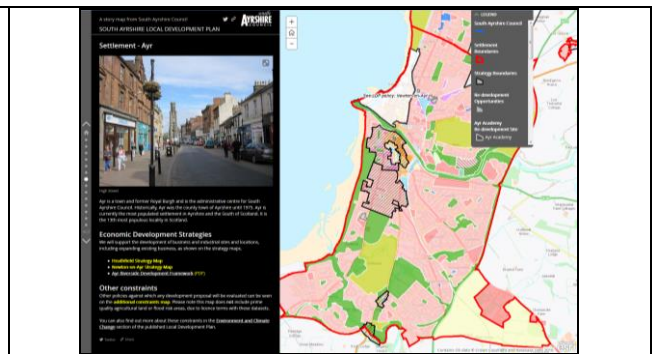 A story map from South Ayrshire Council
SOUTH AYRSHIRE LOCAL DEVELOPMENT PLAN
south
AYRSHIRE
COUNCIL
Settlement - Ayr
High Street
Ayr is a town and former Royal Burgh and is the administrative centre for South
Ayrshire Council. Historically, Ayr was the county town of Ayrshire until 1975. Ayr is
currently the most populated settlement in Ayrshire and the South of Scotland. It is
the 13th most populous locality in Scotland.
Economic Development Strategies
We will support the development of business and industrial sites and locations,
including expanding existing business, as shown on the strategy maps.
Heathfield Strategy Map
Newton on Ayr Strategy Map
Ayr Riverside Development Framework (PDF)
Other constraints
Other policies against which any development proposal will be evaluated can be seen
on the additional constraints map. Please note this map does not include prime
quality agricultural land or flood risk areas, due to licence terms with those datasets.
You can also find out more about these constraints in the Environment and Climate
Change section of the published Local Development Plan.
LEGEND
South Ayrshire Council
Settlement
Boundaries
Strategy Boundaries
Re-development
Opportunities
Ayr Academy
Re-development Site
Ayr Academy